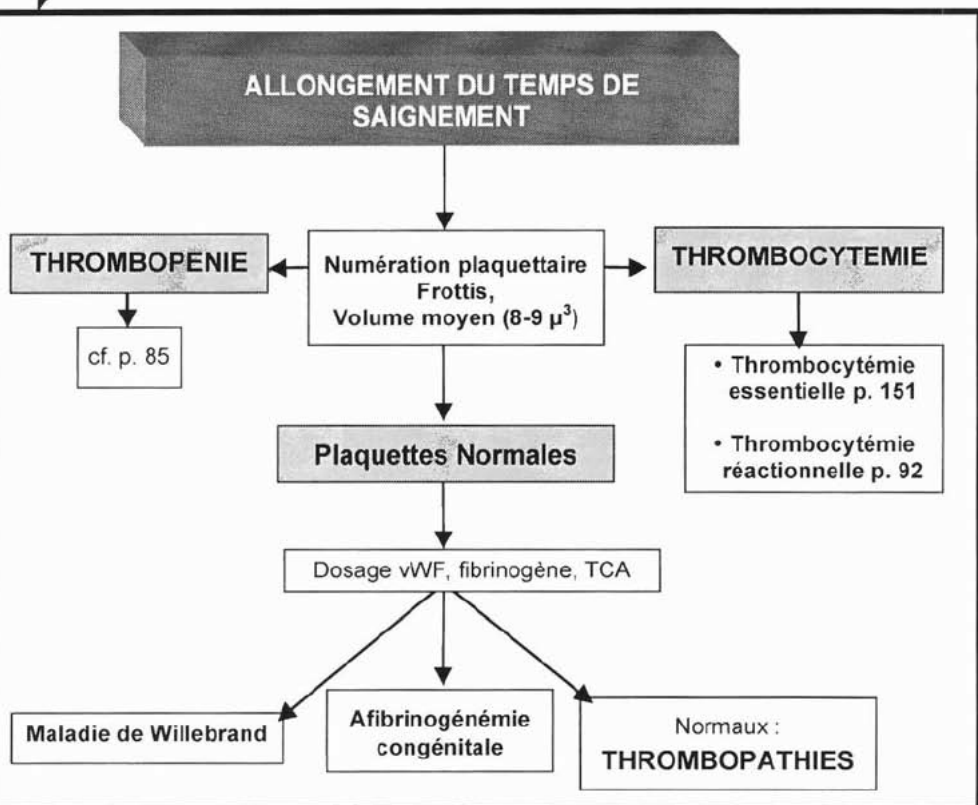 ALLONGEMENT DU TEMPS DE
SAIGNEMENT
THROMBOPENIE
Numération plaquettaire
Frottis,
Volume moyen (8-9 µ³)
THROMBOCYTEMIE
cf. p. 85
• Thrombocytémie
essentielle p. 151
• Thrombocytémie
réactionnelle p. 92
Plaquettes Normales
Dosage vWF, fibrinogène, TCA
Maladie de Willebrand
Afibrinogénémie
congénitale
Normaux :
THROMBOPATHIES